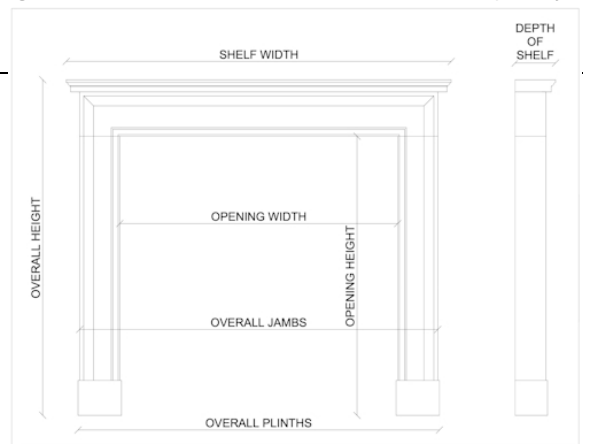 DEPTH
OF
SHELF
SHELF WIDTH
OVERALL HEIGHT
OPENING WIDTH
OPENING HEIGHT
OVERALL JAMBS
OVERALL PLINTHS